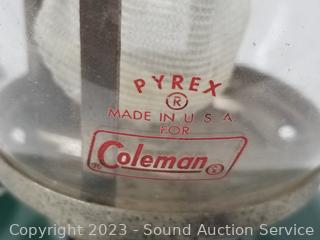 PYREX
®
MADE IN U S A
FOR
® Coleman ®
Copyright 2023 - Sound Auction Service